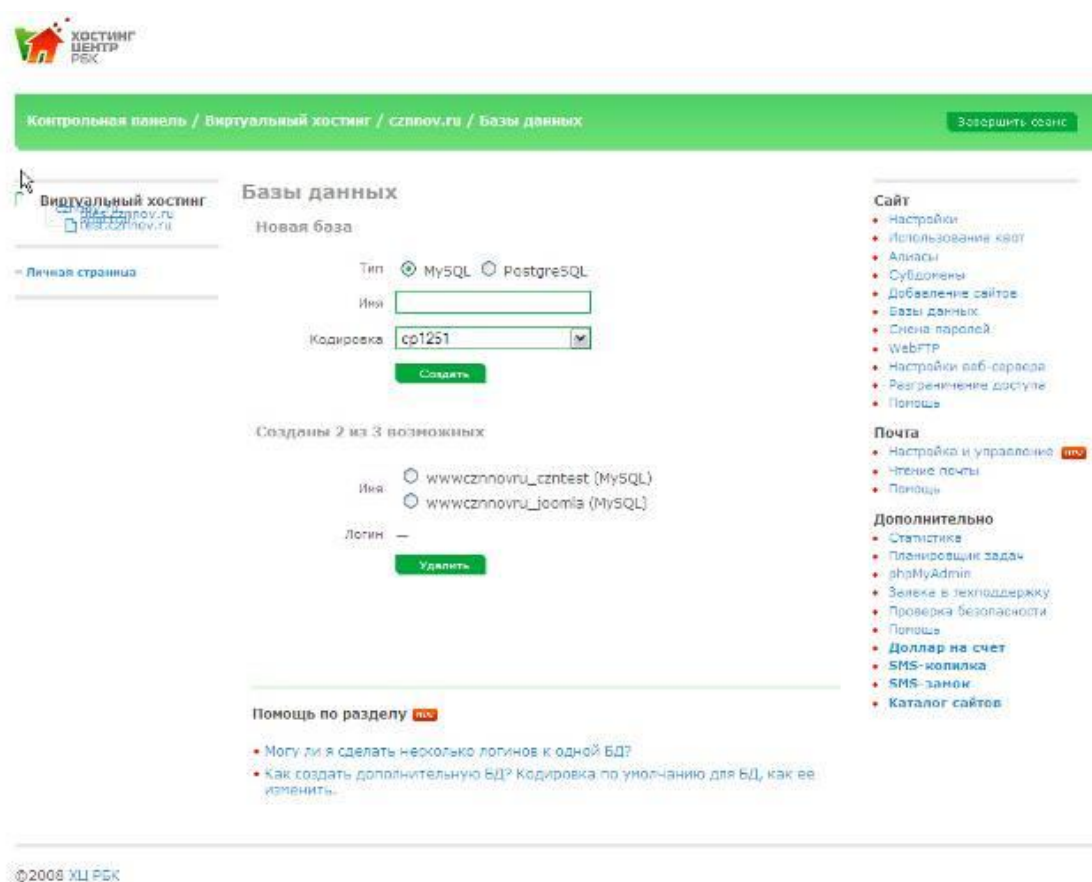 ХОСТИНГ
ЦЕНТР
РБК
Контрольная панель / Виртуальный хостинг / cznnov.ru / Базы данных
Завершить сеанс
Виртуальный хостинг
test.cznnov.ru
Личная страница
Базы данных
Новая база
Тип MySQL PostgreSQL
Имя
Кодировка cp1251
Создать
Созданы 2 из 3 возможных
Имя
wwwcznnovru_czntest (MySQL)
wwwcznnovru_joomla (MySQL)
Логин —
Удалить
Помощь по разделу
Могу ли я сделать несколько логинов к одной БД?
Как создать дополнительную БД? Кодировка по умолчанию для БД, как ее
изменить.
Сайт
Настройки
Использование квот
Алиасы
Субдомены
Добавление сайтов
Базы данных
Смена паролей
WebFTP
Настройки веб-сервера
Разграничение доступа
Помощь
Почта
Настройка и управление
Чтение почты
Помощь
Дополнительно
Статистика
Планировщик задач
phpMyAdmin
Заявка в техподдержку
Проверка безопасности
Помощь
Доллар на счет
SMS-копилка
SMS-замок
Каталог сайтов
©2008 ХЦ РБК